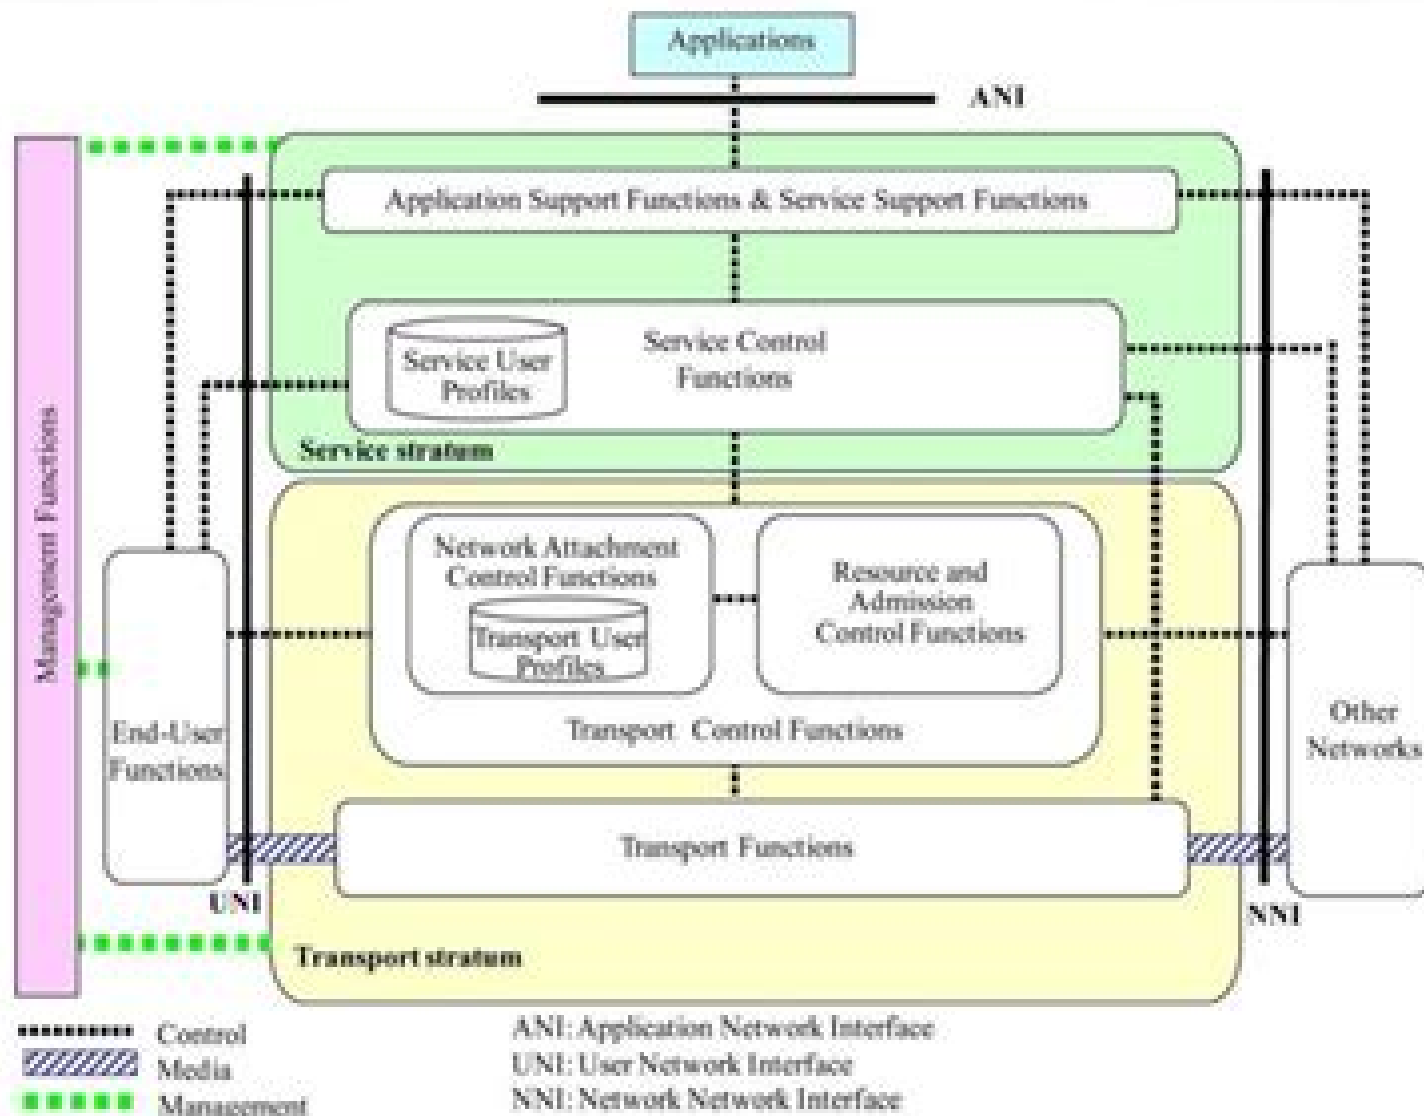 Applications
ANI
Application Support Functions & Service Support Functions
Service User
Profiles
Service Control
Functions
Service stratum
Management Functions
Network Attachment
Control Functions
Transport User
Profiles
Resource and
Admission
Control Functions
Transport Control Functions
End-User
Functions
Other
Networks
Transport Functions
UNI
NNI
Transport stratum
Control
Media
Management
ANI: Application Network Interface
UNI: User Network Interface
NNI: Network Network Interface